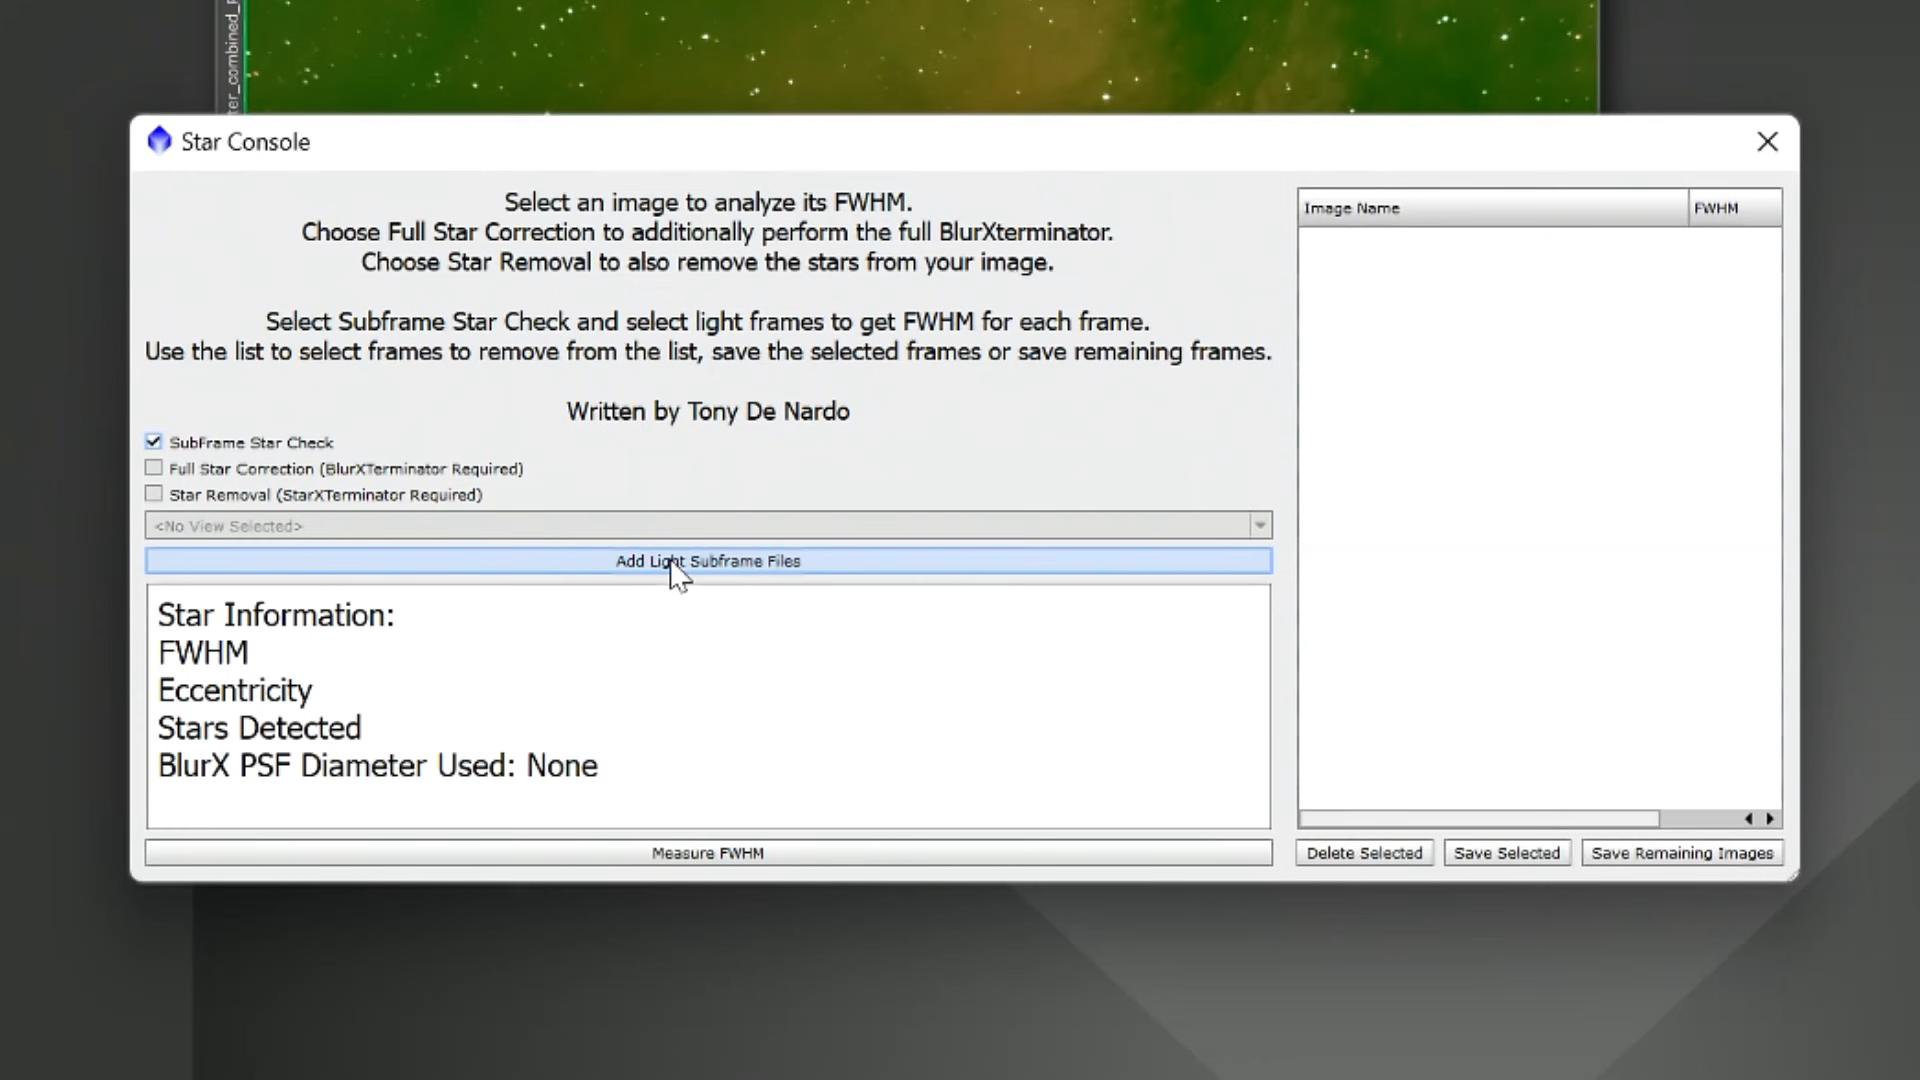 ter_combined_
Star Console
Select an image to analyze its FWHM.
Choose Full Star Correction to additionally perform the full BlurXterminator.
Choose Star Removal to also remove the stars from your image.
Select Subframe Star Check and select light frames to get FWHM for each frame.
Use the list to select frames to remove from the list, save the selected frames or save remaining frames.
Written by Tony De Nardo
SubFrame Star Check
Full Star Correction (BlurXTerminator Required)
Star Removal (StarXTerminator Required)
<No View Selected>
Add Light Subframe Files
Star Information:
FWHM
Eccentricity
Stars Detected
BlurX PSF Diameter Used: None
Measure FWHM
Image Name
FWHM
Delete Selected
Save Selected
Save Remaining Images